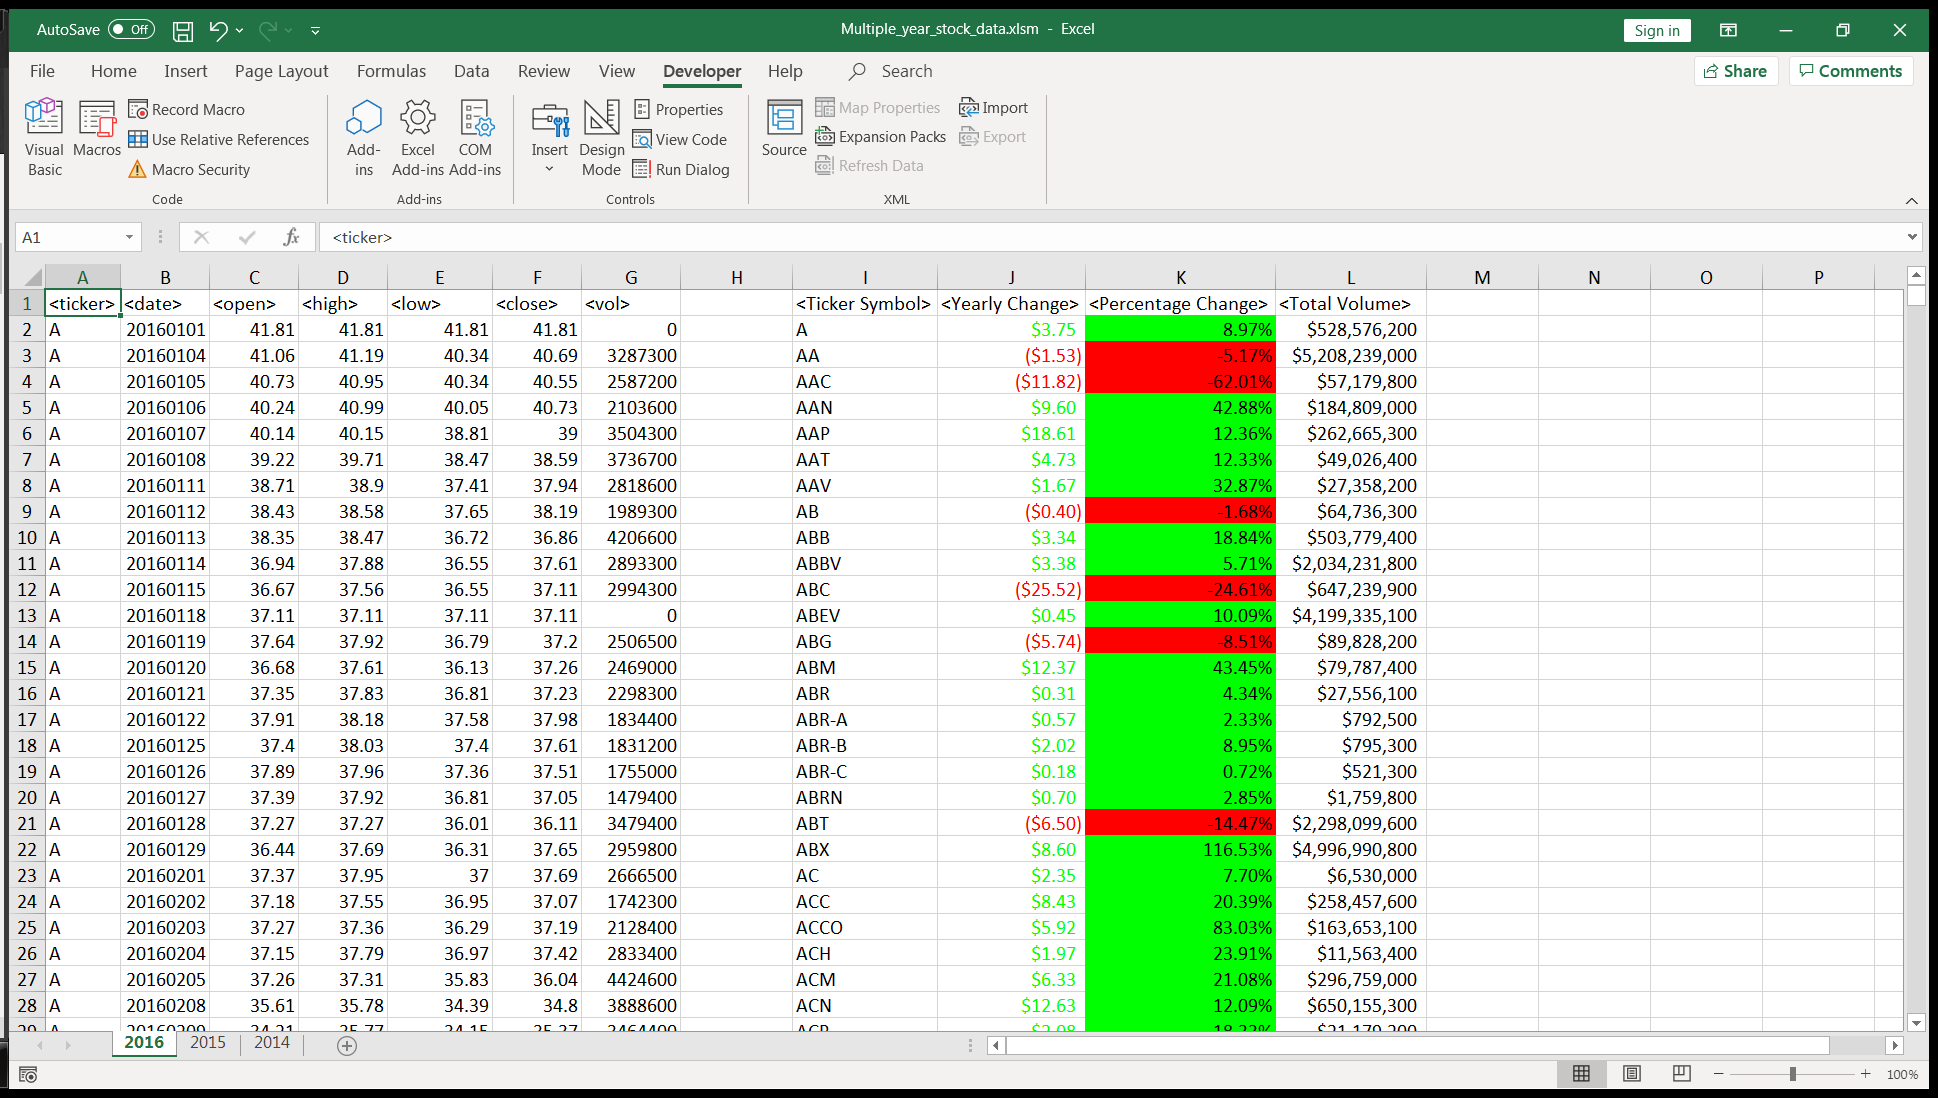 AutoSave Off Multiple_year_stock_data.xlsm - Excel Sign in
File Home Insert Page Layout Formulas Data Review View Developer Help Search Share Comments
Visual Basic
Macros
Record Macro
Use Relative References
Macro Security
Code
Add-ins
Excel Add-ins
COM Add-ins
Add-ins
Insert
Design Mode
Properties
View Code
Run Dialog
Controls
Source
Map Properties
Expansion Packs
Refresh Data
Import
Export
XML
A1 fx <ticker>
A B C D E F G H I J K L M N O P
1 <ticker> <date> <open> <high> <low> <close> <vol> <Ticker Symbol> <Yearly Change> <Percentage Change> <Total Volume>
2 A 20160101 41.81 41.81 41.81 41.81 0 A $3.75 8.97% $528,576,200
3 A 20160104 41.06 41.19 40.34 40.69 3287300 AA ($1.53) -5.17% $5,208,239,000
4 A 20160105 40.73 40.95 40.34 40.55 2587200 AAC ($11.82) -62.01% $57,179,800
5 A 20160106 40.24 40.99 40.05 40.73 2103600 AAN $9.60 42.88% $184,809,000
6 A 20160107 40.14 40.15 38.81 39 3504300 AAP $18.61 12.36% $262,665,300
7 A 20160108 39.22 39.71 38.47 38.59 3736700 AAT $4.73 12.33% $49,026,400
8 A 20160111 38.71 38.9 37.41 37.94 2818600 AAV $1.67 32.87% $27,358,200
9 A 20160112 38.43 38.58 37.65 38.19 1989300 AB ($0.40) -1.68% $64,736,300
10 A 20160113 38.35 38.47 36.72 36.86 4206600 ABB $3.34 18.84% $503,779,400
11 A 20160114 36.94 37.88 36.55 37.61 2893300 ABBV $3.38 5.71% $2,034,231,800
12 A 20160115 36.67 37.56 36.55 37.11 2994300 ABC ($25.52) -24.61% $647,239,900
13 A 20160118 37.11 37.11 37.11 37.11 0 ABEV $0.45 10.09% $4,199,335,100
14 A 20160119 37.64 37.92 36.79 37.2 2506500 ABG ($5.74) -8.51% $89,828,200
15 A 20160120 36.68 37.61 36.13 37.26 2469000 ABM $12.37 43.45% $79,787,400
16 A 20160121 37.35 37.83 36.81 37.23 2298300 ABR $0.31 4.34% $27,556,100
17 A 20160122 37.91 38.18 37.58 37.98 1834400 ABR-A $0.57 2.33% $792,500
18 A 20160125 37.4 38.03 37.4 37.61 1831200 ABR-B $2.02 8.95% $795,300
19 A 20160126 37.89 37.96 37.36 37.51 1755000 ABR-C $0.18 0.72% $521,300
20 A 20160127 37.39 37.92 36.81 37.05 1479400 ABRN $0.70 2.85% $1,759,800
21 A 20160128 37.27 37.27 36.01 36.11 3479400 ABT ($6.50) -14.47% $2,298,099,600
22 A 20160129 36.44 37.69 36.31 37.65 2959800 ABX $8.60 116.53% $4,996,990,800
23 A 20160201 37.37 37.95 37 37.69 2666500 AC $2.35 7.70% $6,530,000
24 A 20160202 37.18 37.55 36.95 37.07 1742300 ACC $8.43 20.39% $258,457,600
25 A 20160203 37.27 37.36 36.29 37.19 2128400 ACCO $5.92 83.03% $163,653,100
26 A 20160204 37.15 37.79 36.97 37.42 2833400 ACH $1.97 23.91% $11,563,400
27 A 20160205 37.26 37.31 35.83 36.04 4424600 ACM $6.33 21.08% $296,759,000
28 A 20160208 35.61 35.78 34.39 34.8 3888600 ACN $12.63 12.09% $650,155,300
2016 2015 2014
100%